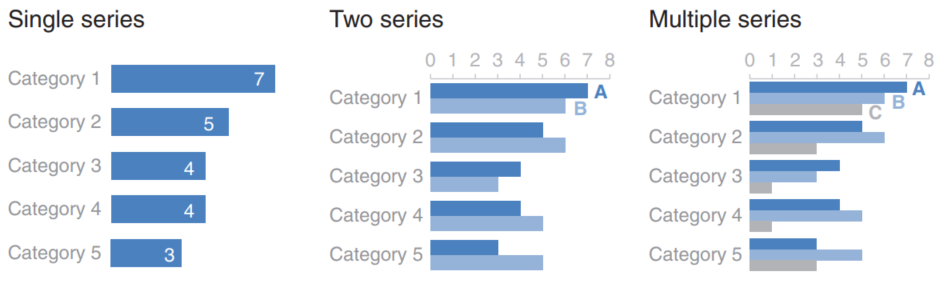 Single series
Category 1
7
Category 2
5
Category 3
4
Category 4
4
Category 5
3
Two series
0 1 2 3 4 5 6 7 8
Category 1
A
B
Category 2
Category 3
Category 4
Category 5
Multiple series
0 1 2 3 4 5 6 7 8
Category 1
A
B
C
Category 2
Category 3
Category 4
Category 5